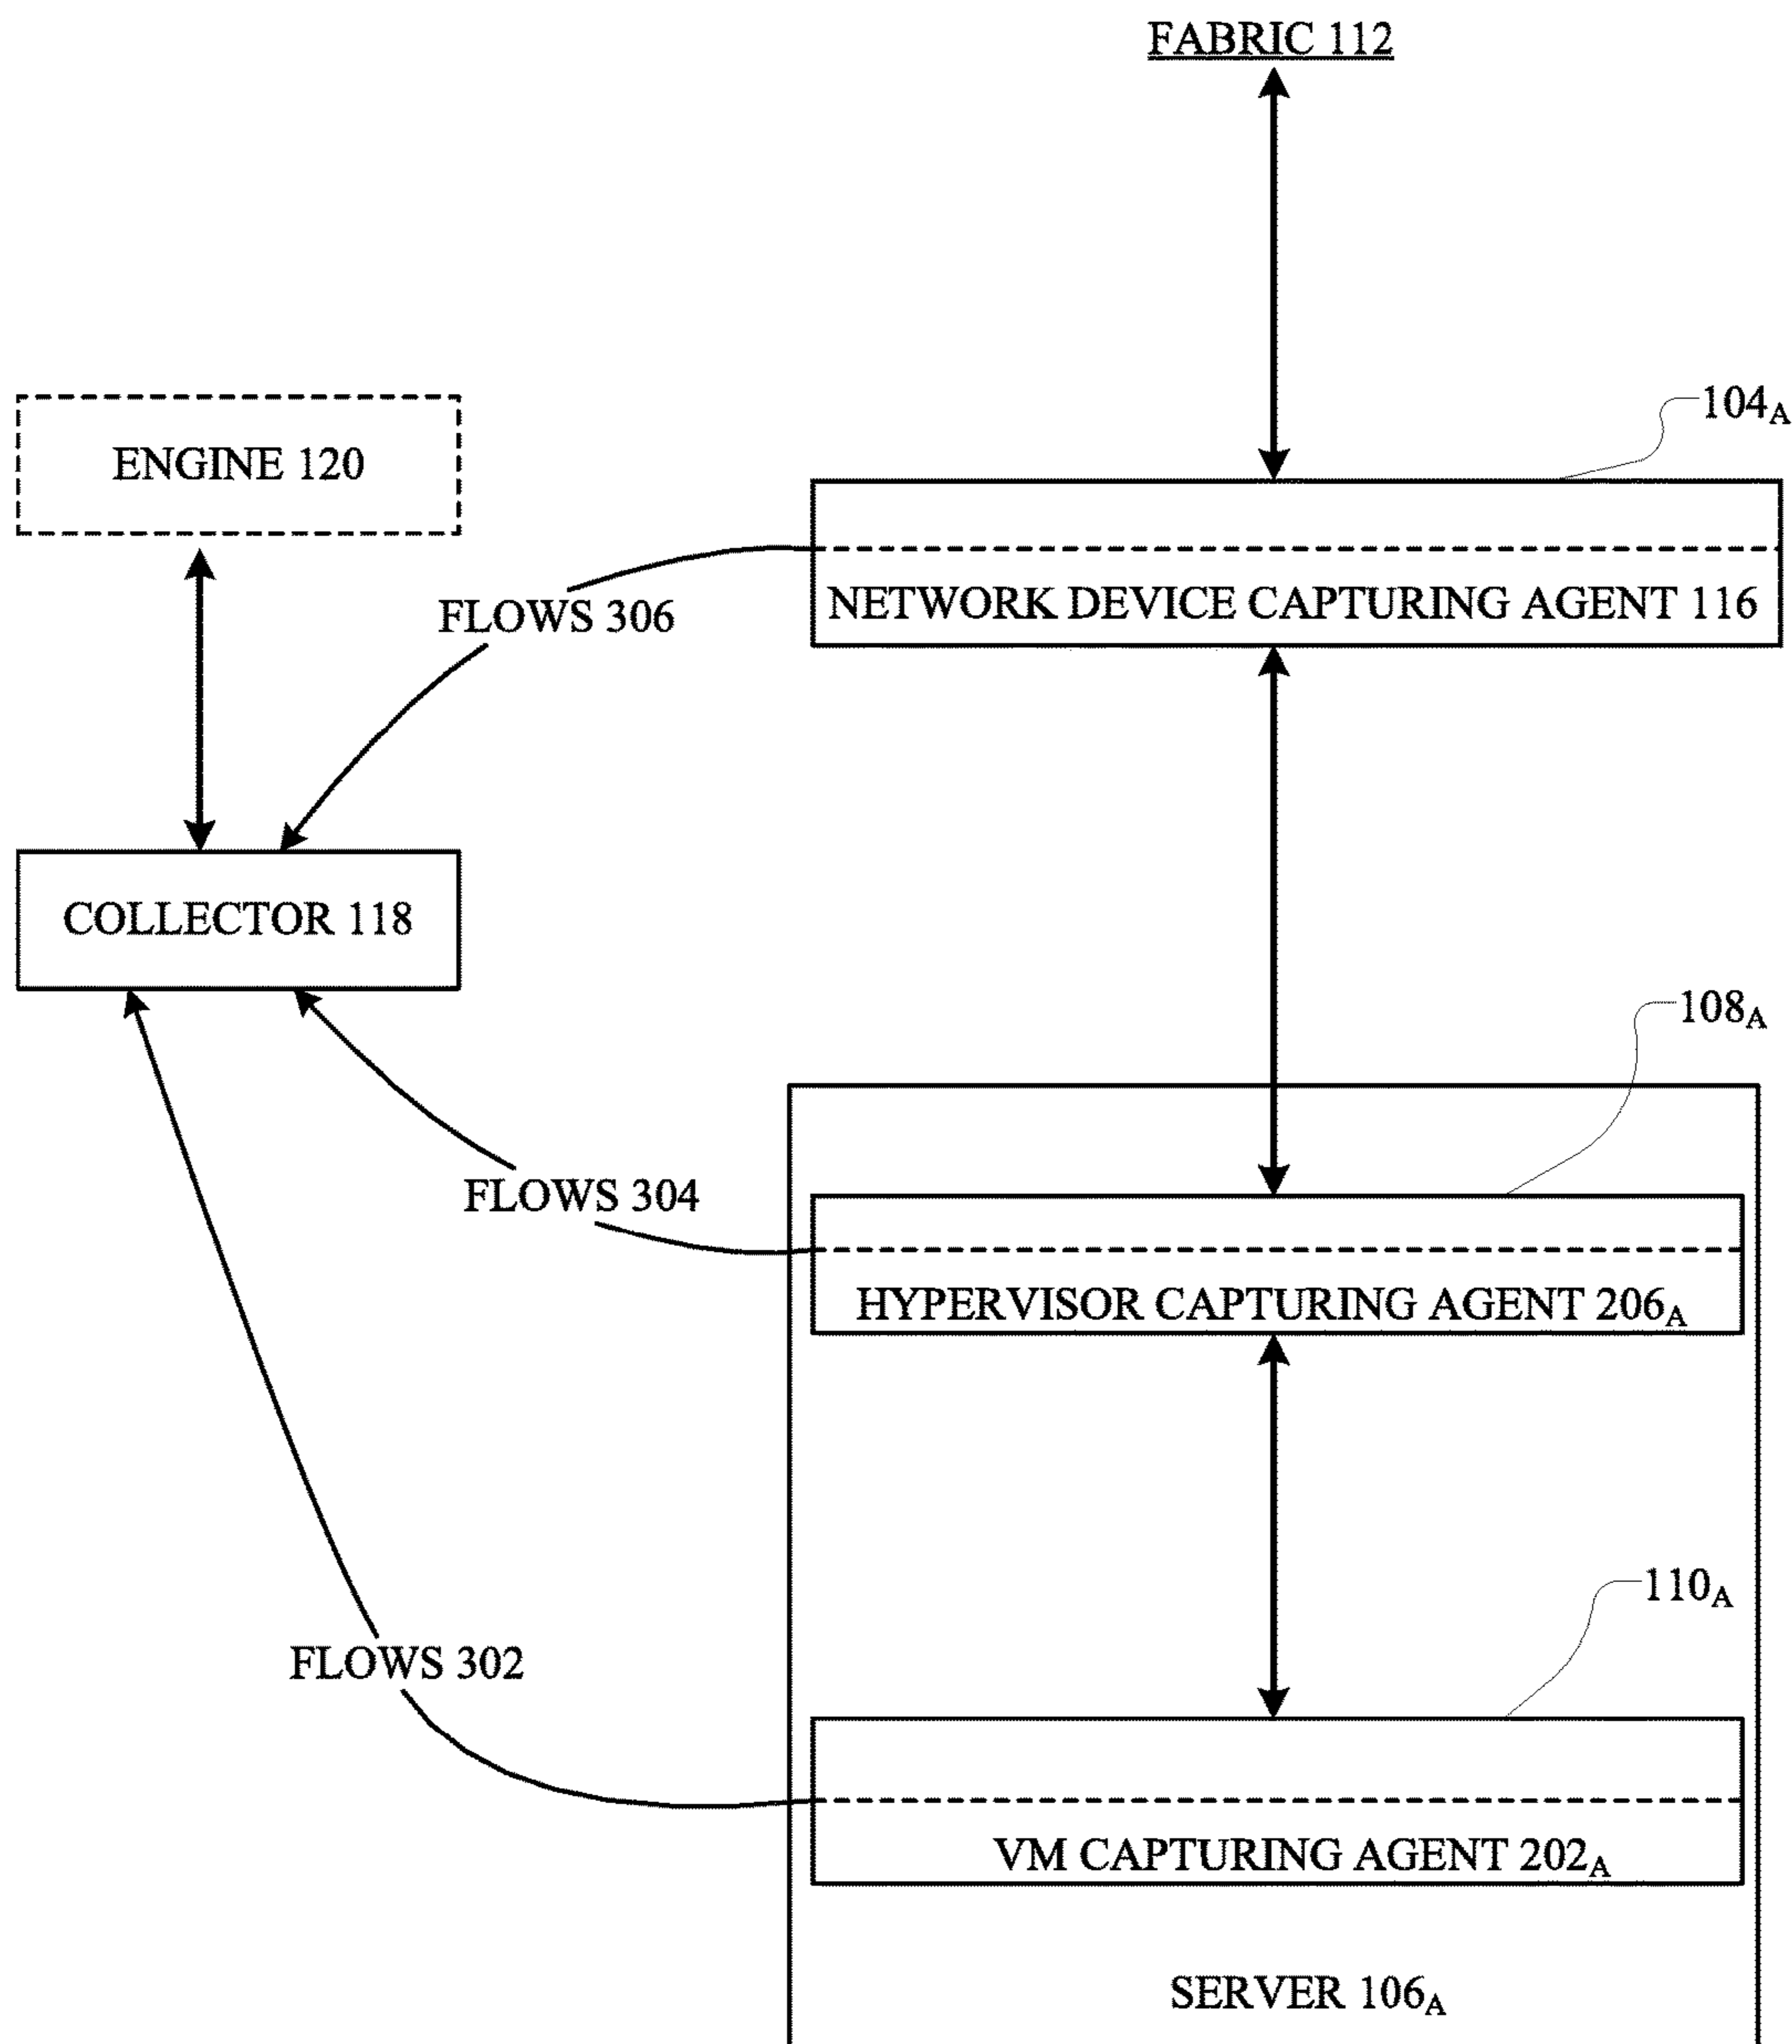 FABRIC 112
104A
ENGINE 120
NETWORK DEVICE CAPTURING AGENT 116
FLOWS 306
COLLECTOR 118
108A
FLOWS 304
HYPERVISOR CAPTURING AGENT 206A
110A
FLOWS 302
VM CAPTURING AGENT 202A
SERVER 106A